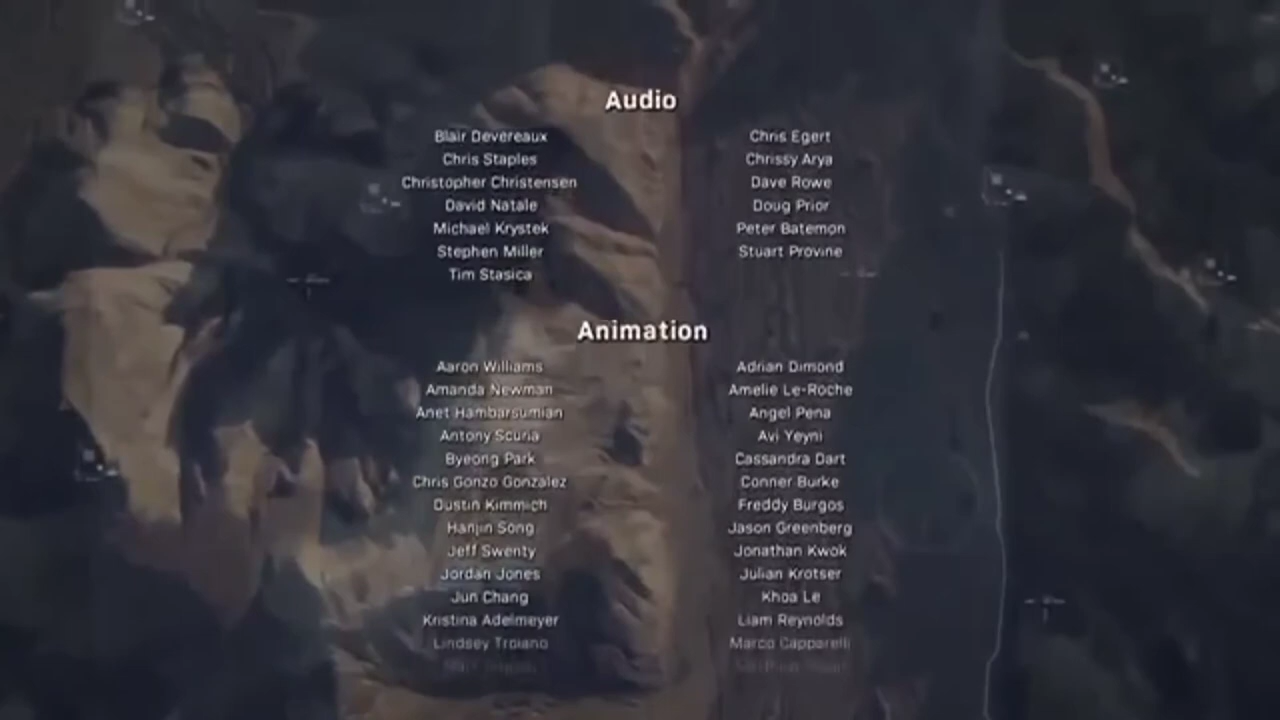 Audio
Blair Devereaux Chris Egert
Chris Staples Chrissy Arya
Christopher Christensen Dave Rowe
David Natale Doug Prior
Michael Krystek Peter Batemon
Stephen Miller Stuart Provine
Tim Stasica
Animation
Aaron Williams Adrian Dimond
Amanda Newman Amelie Le-Roche
Anet Hambarsumian Angel Pena
Antony Scuria Avi Yeyni
Byeong Park Cassandra Dart
Chris Gonzo Gonzalez Conner Burke
Dustin Kimmich Freddy Burgos
Hanjin Song Jason Greenberg
Jeff Swenty Jonathan Kwok
Jordan Jones Julian Krotser
Jun Chang Khoa Le
Kristina Adelmeyer Liam Reynolds
Lindsey Troiano Marco Capparelli